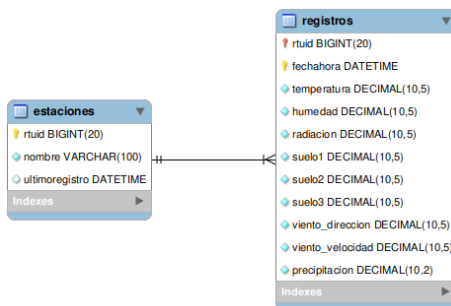 estaciones
rtuid BIGINT(20)
nombre VARCHAR(100)
ultimoregistro DATETIME
Indexes
registros
rtuid BIGINT(20)
fechahora DATETIME
temperatura DECIMAL(10,5)
humedad DECIMAL(10,5)
radiacion DECIMAL(10,5)
suelo1 DECIMAL(10,5)
suelo2 DECIMAL(10,5)
suelo3 DECIMAL(10,5)
viento_direccion DECIMAL(10,5)
viento_velocidad DECIMAL(10,5)
precipitacion DECIMAL(10,2)
Indexes